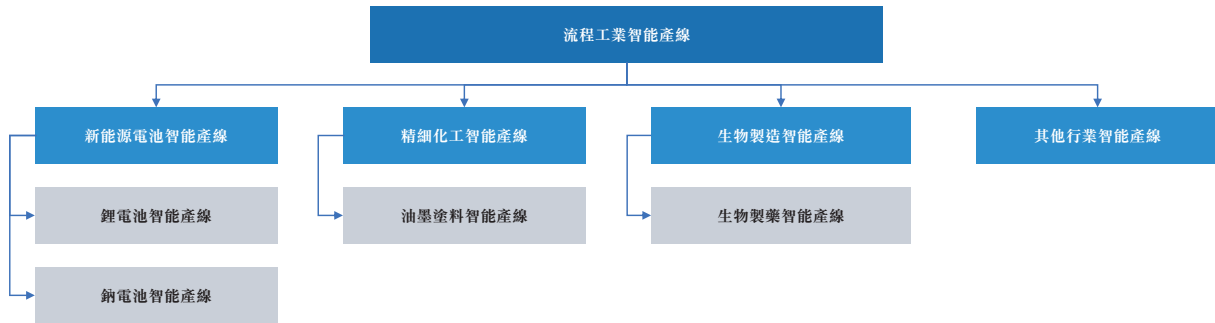 流程工業智能產線
新能源電池智能產線
精細化工智能產線
生物製造智能產線
其他行業智能產線
鋰電池智能產線
油墨塗料智能產線
生物製藥智能產線
鈉電池智能產線